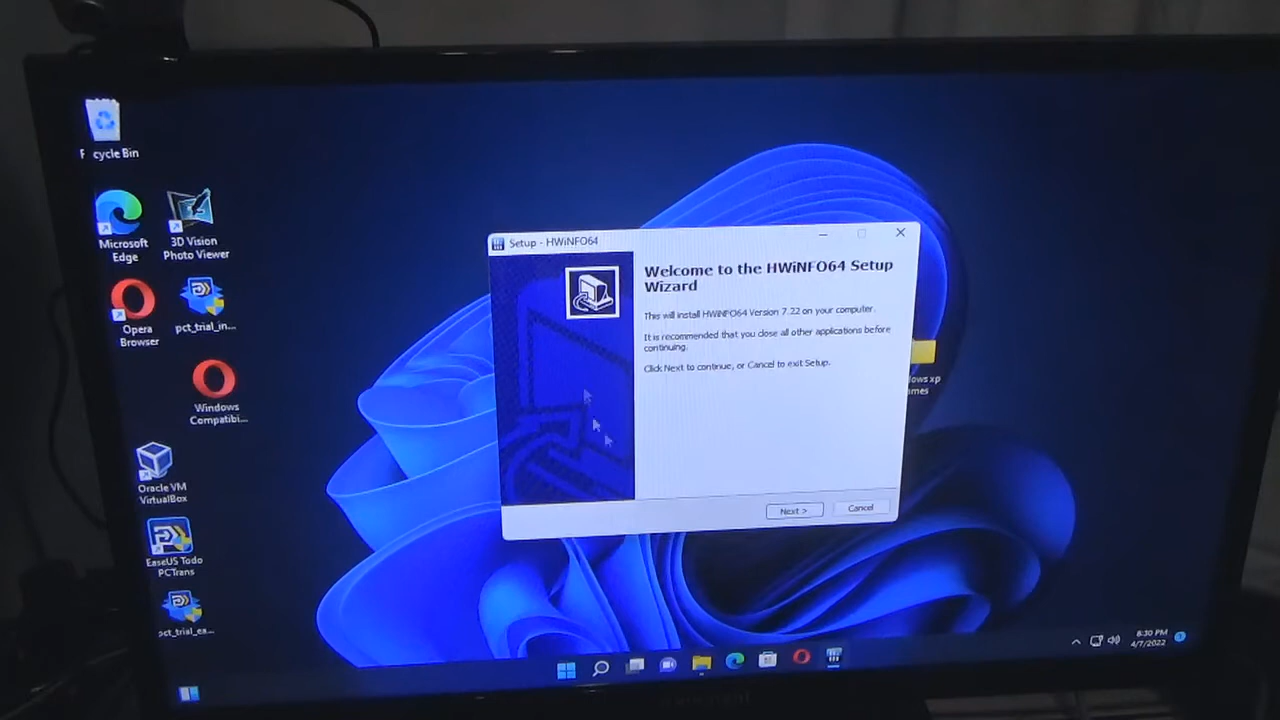 cycle Bin
Microsoft
Edge
3D Vision
Photo Viewer
Opera
Browser
pct_trial_in...
Windows
Compatibi...
Oracle VM
VirtualBox
EaseUS Todo
PCTrans
pct_trial_ea...
Setup - HWiNFO64
Welcome to the HWiNFO64 Setup
Wizard
This will install HWiNFO64 Version 7.22 on your computer.
It is recommended that you close all other applications before
continuing.
Click Next to continue, or Cancel to exit Setup.
Next >
Cancel
ows xp
8:30 PM
4/7/2022